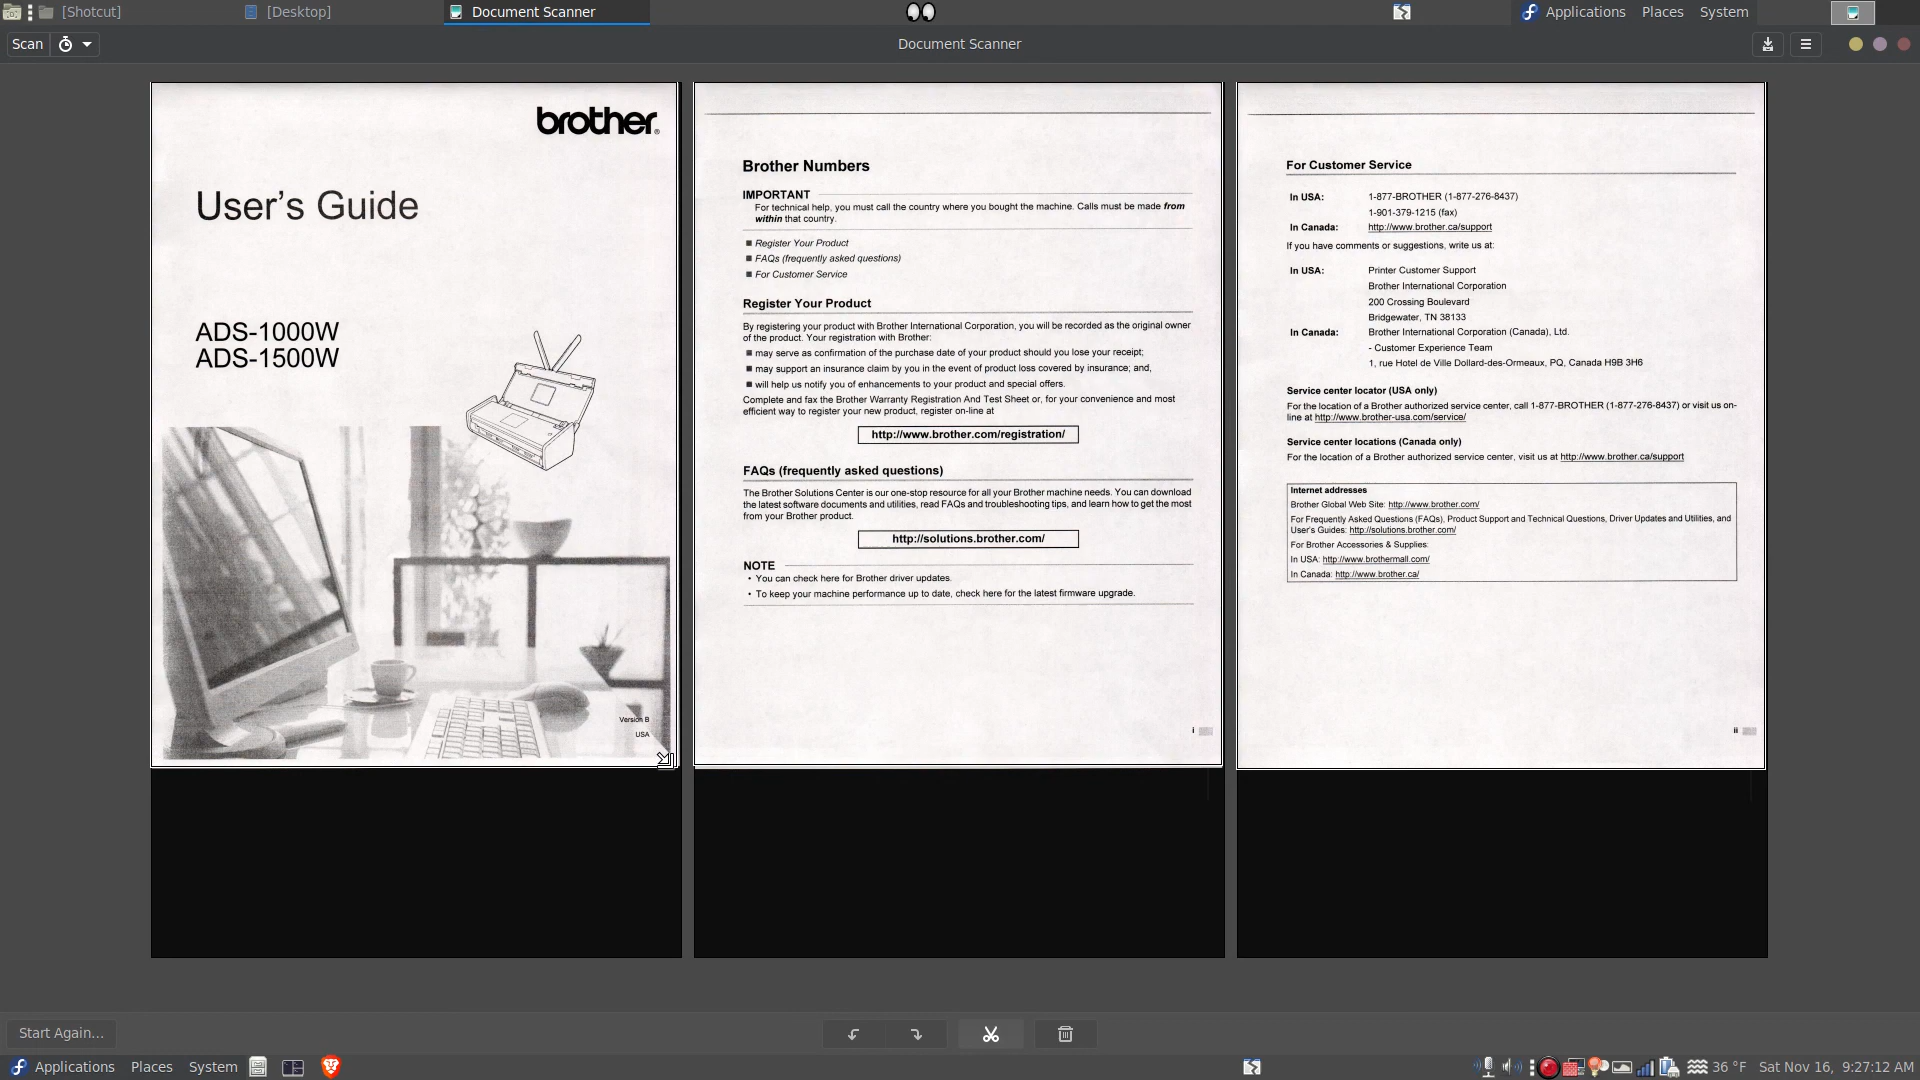 [Shotcut]
[Desktop]
Document Scanner
Applications
Places
System
Scan
Document Scanner
brother®
User's Guide
ADS-1000W
ADS-1500W
Version B
USA
Brother Numbers
IMPORTANT
For technical help, you must call the country where you bought the machine. Calls must be made from
within that country.
■ Register Your Product
■ FAQs (frequently asked questions)
■ For Customer Service
Register Your Product
By registering your product with Brother International Corporation, you will be recorded as the original owner
of the product. Your registration with Brother:
■ may serve as confirmation of the purchase date of your product should you lose your receipt;
■ may support an insurance claim by you in the event of product loss covered by insurance; and,
■ will help us notify you of enhancements to your product and special offers.
Complete and fax the Brother Warranty Registration And Test Sheet or, for your convenience and most
efficient way to register your new product, register on-line at
http://www.brother.com/registration/
FAQs (frequently asked questions)
The Brother Solutions Center is our one-stop resource for all your Brother machine needs. You can download
the latest software documents and utilities, read FAQs and troubleshooting tips, and learn how to get the most
from your Brother product.
http://solutions.brother.com/
NOTE
• You can check here for Brother driver updates.
• To keep your machine performance up to date, check here for the latest firmware upgrade.
i
For Customer Service
In USA: 1-877-BROTHER (1-877-276-8437)
1-901-379-1215 (fax)
In Canada: http://www.brother.ca/support
If you have comments or suggestions, write us at:
In USA: Printer Customer Support
Brother International Corporation
200 Crossing Boulevard
Bridgewater, TN 38133
In Canada: Brother International Corporation (Canada), Ltd.
- Customer Experience Team
1, rue Hotel de Ville Dollard-des-Ormeaux, PQ, Canada H9B 3H6
Service center locator (USA only)
For the location of a Brother authorized service center, call 1-877-BROTHER (1-877-276-8437) or visit us on-
line at http://www.brother-usa.com/service/
Service center locations (Canada only)
For the location of a Brother authorized service center, visit us at http://www.brother.ca/support
Internet addresses
Brother Global Web Site: http://www.brother.com/
For Frequently Asked Questions (FAQs), Product Support and Technical Questions, Driver Updates and Utilities, and
User's Guides: http://solutions.brother.com/
For Brother Accessories & Supplies:
In USA: http://www.brothermall.com/
In Canada: http://www.brother.ca/
ii
Start Again...
Applications
Places
System
36 °F
Sat Nov 16, 9:27:12 AM